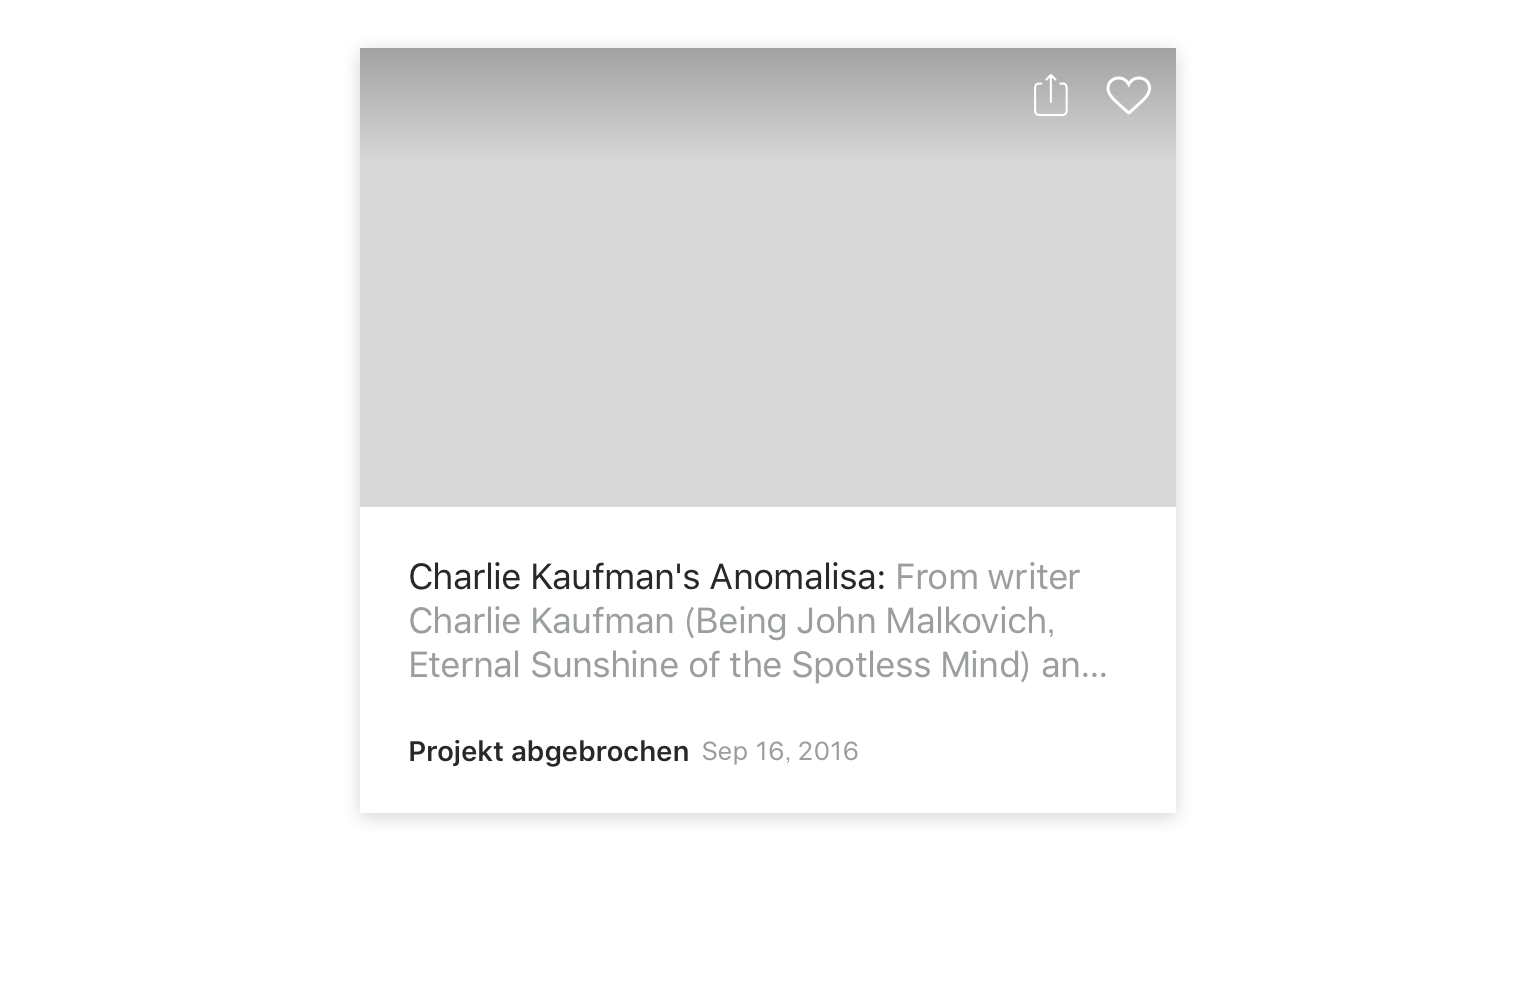 Charlie Kaufman's Anomalisa: From writer
Charlie Kaufman (Being John Malkovich,
Eternal Sunshine of the Spotless Mind) an…
Projekt abgebrochen Sep 16, 2016